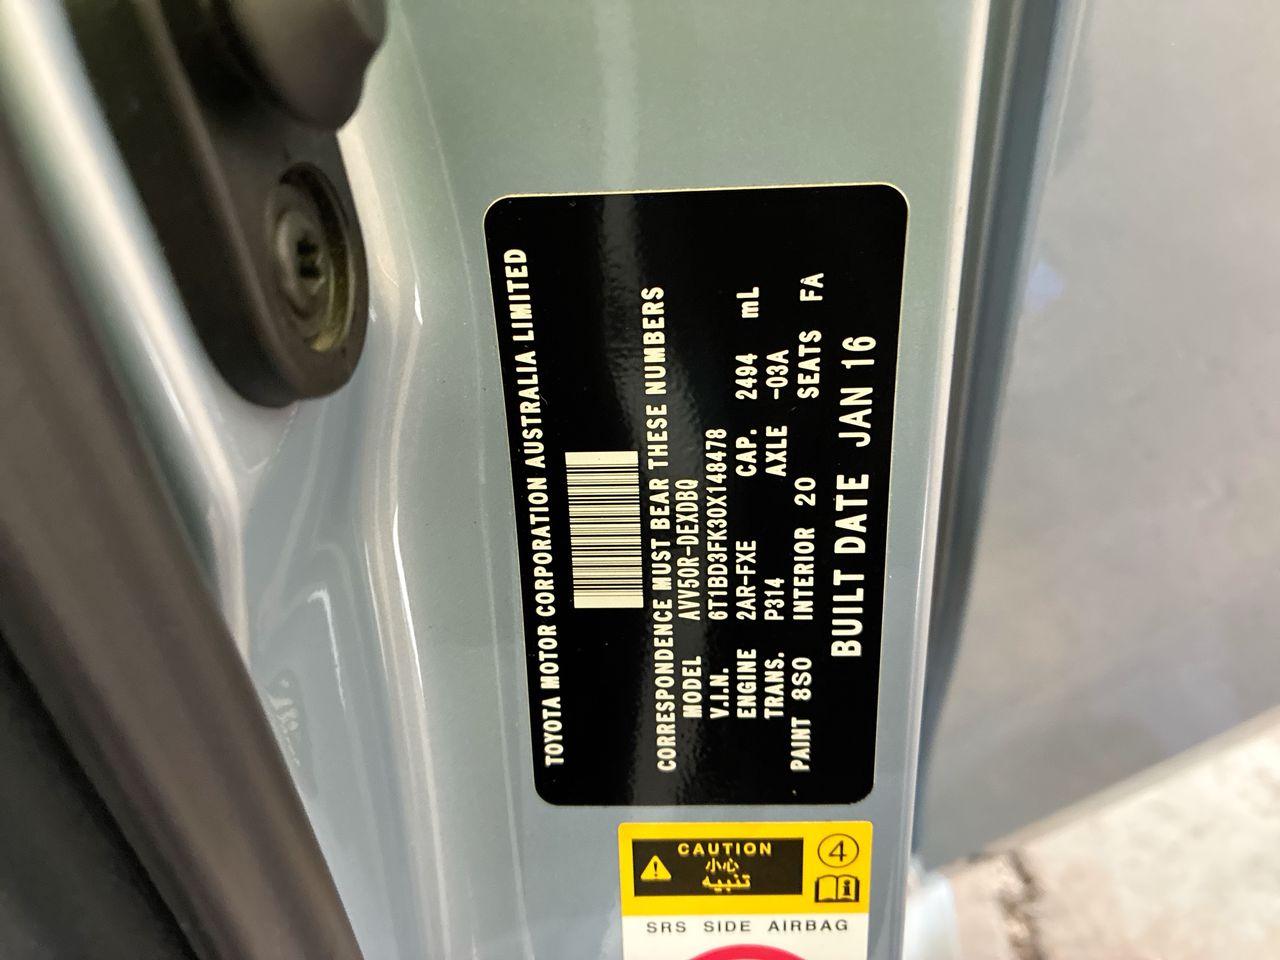 TOYOTA MOTOR CORPORATION AUSTRALIA LIMITED
CORRESPONDENCE MUST BEAR THESE NUMBERS
MODEL AVV50R-DEXDBQ
V.I.N. 6T1BD3FK30X148478
ENGINE 2AR-FXE CAP. 2494 mL
TRANS. P314 AXLE -03A
PAINT 8S0 INTERIOR 20 SEATS FA
BUILT DATE JAN 16
CAUTION
小心
تنبيه
4
SRS SIDE AIRBAG